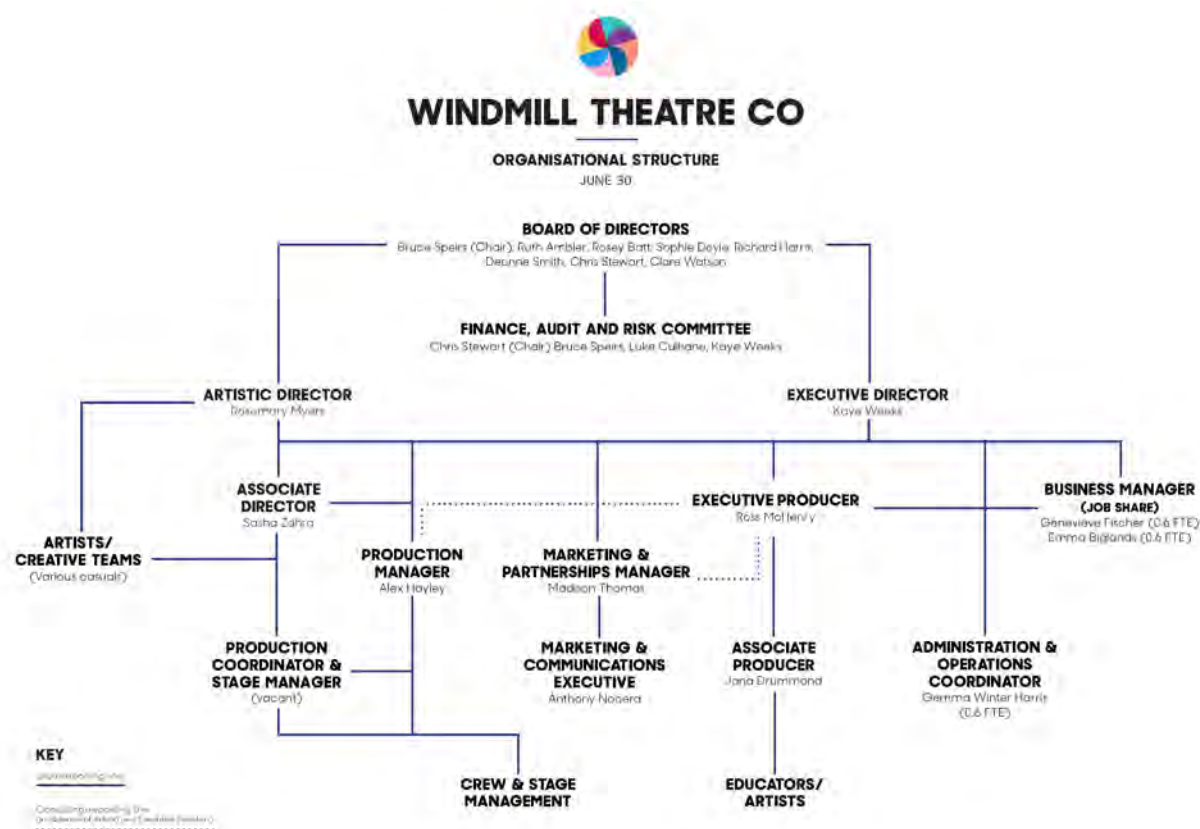 WINDMILL THEATRE CO
ORGANISATIONAL STRUCTURE
JUNE 30
BOARD OF DIRECTORS
Bruce Speirs (Chair), Ruth Ambler, Rosey Batt, Sophie Doyle, Richard Harris,
Deanne Smith, Chris Stewart, Clare Watson
FINANCE, AUDIT AND RISK COMMITTEE
Chris Stewart (Chair) Bruce Speirs, Luke Culhane, Kaye Weeks
ARTISTIC DIRECTOR
Rosemary Myers
EXECUTIVE DIRECTOR
Kaye Weeks
ASSOCIATE
DIRECTOR
Sasha Zahra
EXECUTIVE PRODUCER
Ross McHenry
BUSINESS MANAGER
(JOB SHARE)
Genevieve Fischer (0.6 FTE)
Emma (0.6 FTE)
ARTISTS/
CREATIVE TEAMS
(Various casuals)
PRODUCTION
MANAGER
Alex Hayley
MARKETING &
PARTNERSHIPS MANAGER
Madison Thomas
PRODUCTION
COORDINATOR &
STAGE MANAGER
(vacant)
MARKETING &
COMMUNICATIONS
EXECUTIVE
Anthony Nocera
ASSOCIATE
PRODUCER
Jana Drummond
ADMINISTRATION &
OPERATIONS
COORDINATOR
Gemma Winter Harris
(0.6 FTE)
KEY
CREW & STAGE
MANAGEMENT
EDUCATORS/
ARTISTS